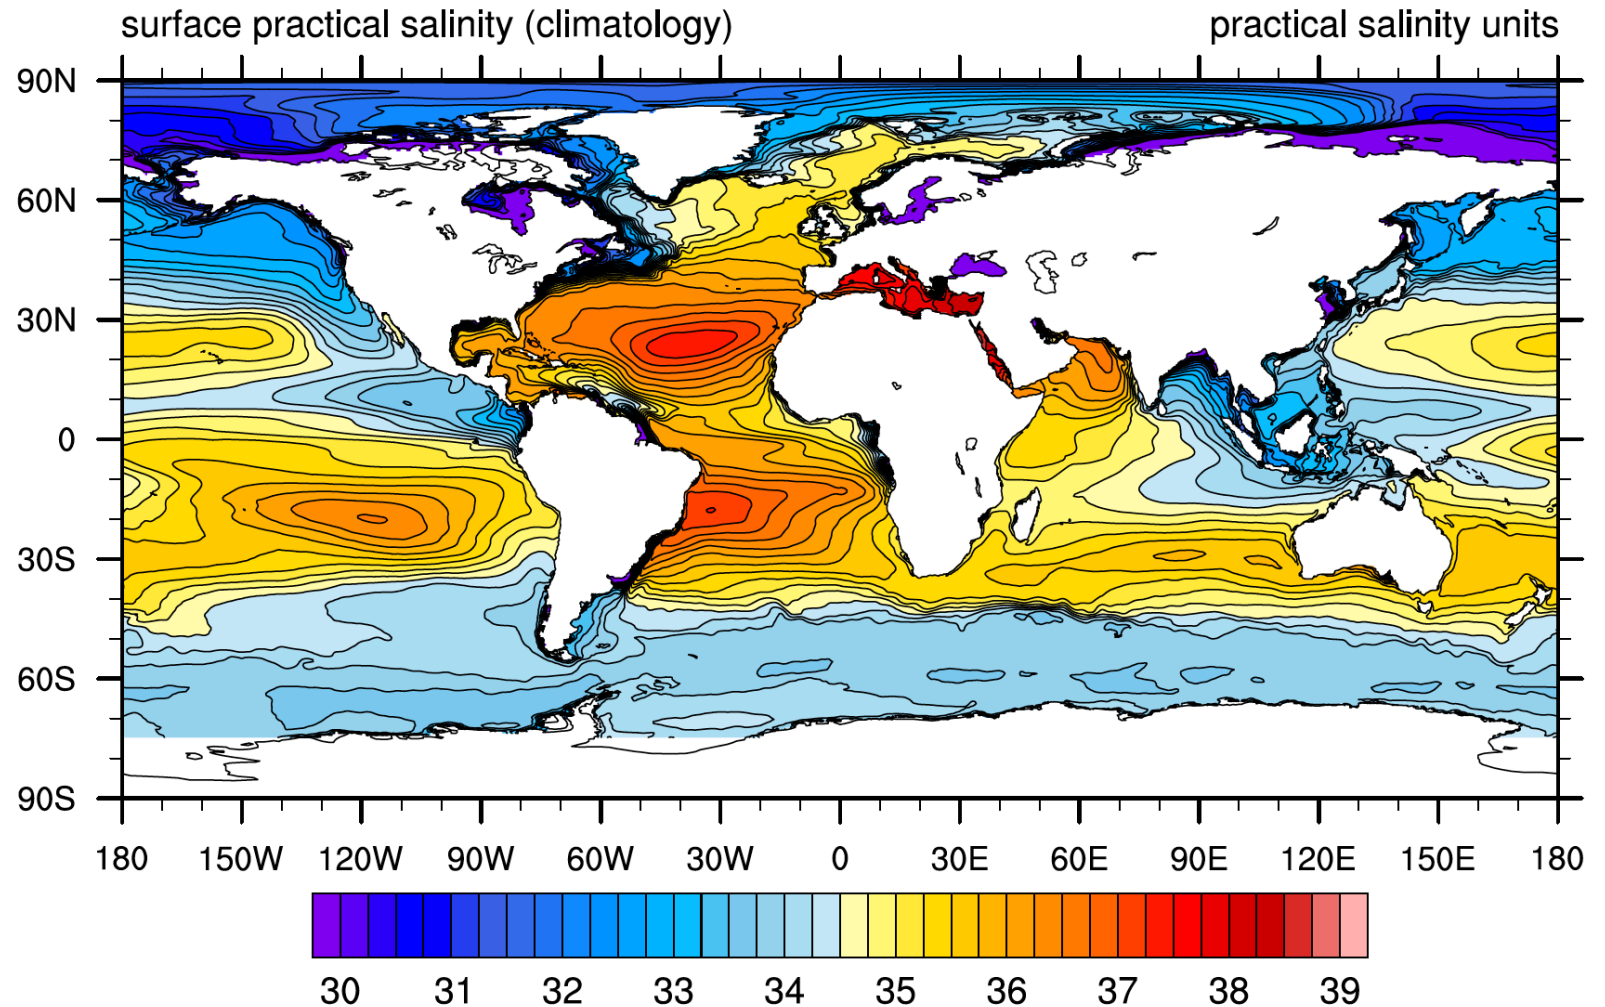 surface practical salinity (climatology) practical salinity units
90N
60N
30N
0
30S
60S
90S
180 150W 120W 90W 60W 30W 0 30E 60E 90E 120E 150E 180
30 31 32 33 34 35 36 37 38 39